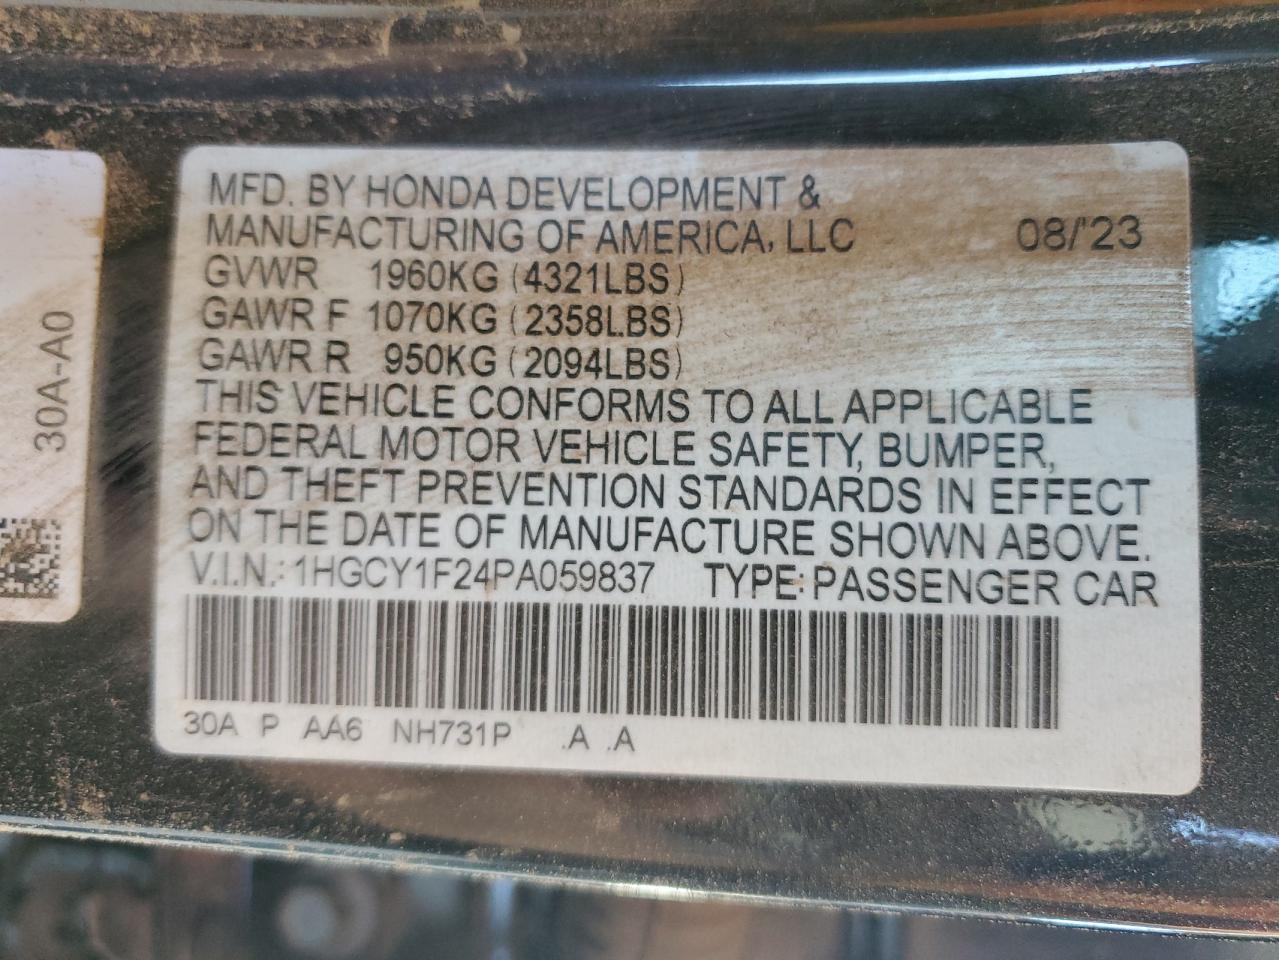 MFD. BY HONDA DEVELOPMENT &
MANUFACTURING OF AMERICA, LLC 08/'23
GVWR 1960KG (4321LBS)
GAWR F 1070KG (2358LBS)
GAWR R 950KG (2094LBS)
THIS VEHICLE CONFORMS TO ALL APPLICABLE
FEDERAL MOTOR VEHICLE SAFETY, BUMPER,
AND THEFT PREVENTION STANDARDS IN EFFECT
ON THE DATE OF MANUFACTURE SHOWN ABOVE.
V.I.N.: 1HGCY1F24PA059837 TYPE: PASSENGER CAR
30A P AA6 NH731P .A .A
30A-A0